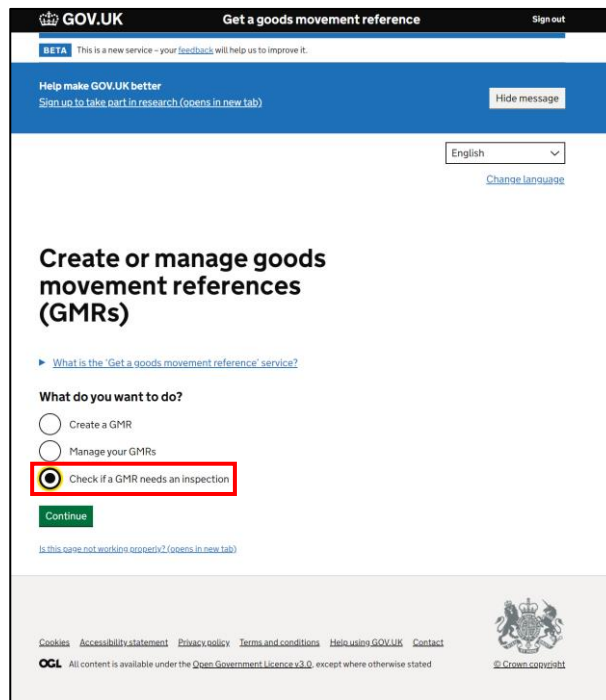 GOV.UK Get a goods movement reference Sign out
BETA This is a new service – your feedback will help us to improve it.
Help make GOV.UK better
Sign up to take part in research (opens in new tab)
Hide message
English
Change language
Create or manage goods
movement references
(GMRs)
What is the 'Get a goods movement reference' service?
What do you want to do?
Create a GMR
Manage your GMRs
Check if a GMR needs an inspection
Continue
Is this page not working properly? (opens in new tab)
Cookies Accessibility statement Privacy policy Terms and conditions Help using GOV.UK Contact
OGL All content is available under the Open Government Licence v3.0, except where otherwise stated
© Crown copyright